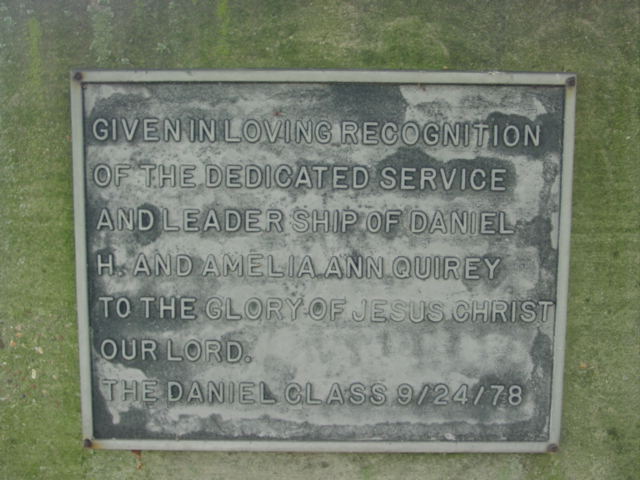 GIVEN IN LOVING RECOGNITION
OF THE DEDICATED SERVICE
AND LEADER SHIP OF DANIEL
H. AND AMELIA ANN QUIREY
TO THE GLORY OF JESUS CHRIST
OUR LORD.
THE DANIEL CLASS 9/24/78